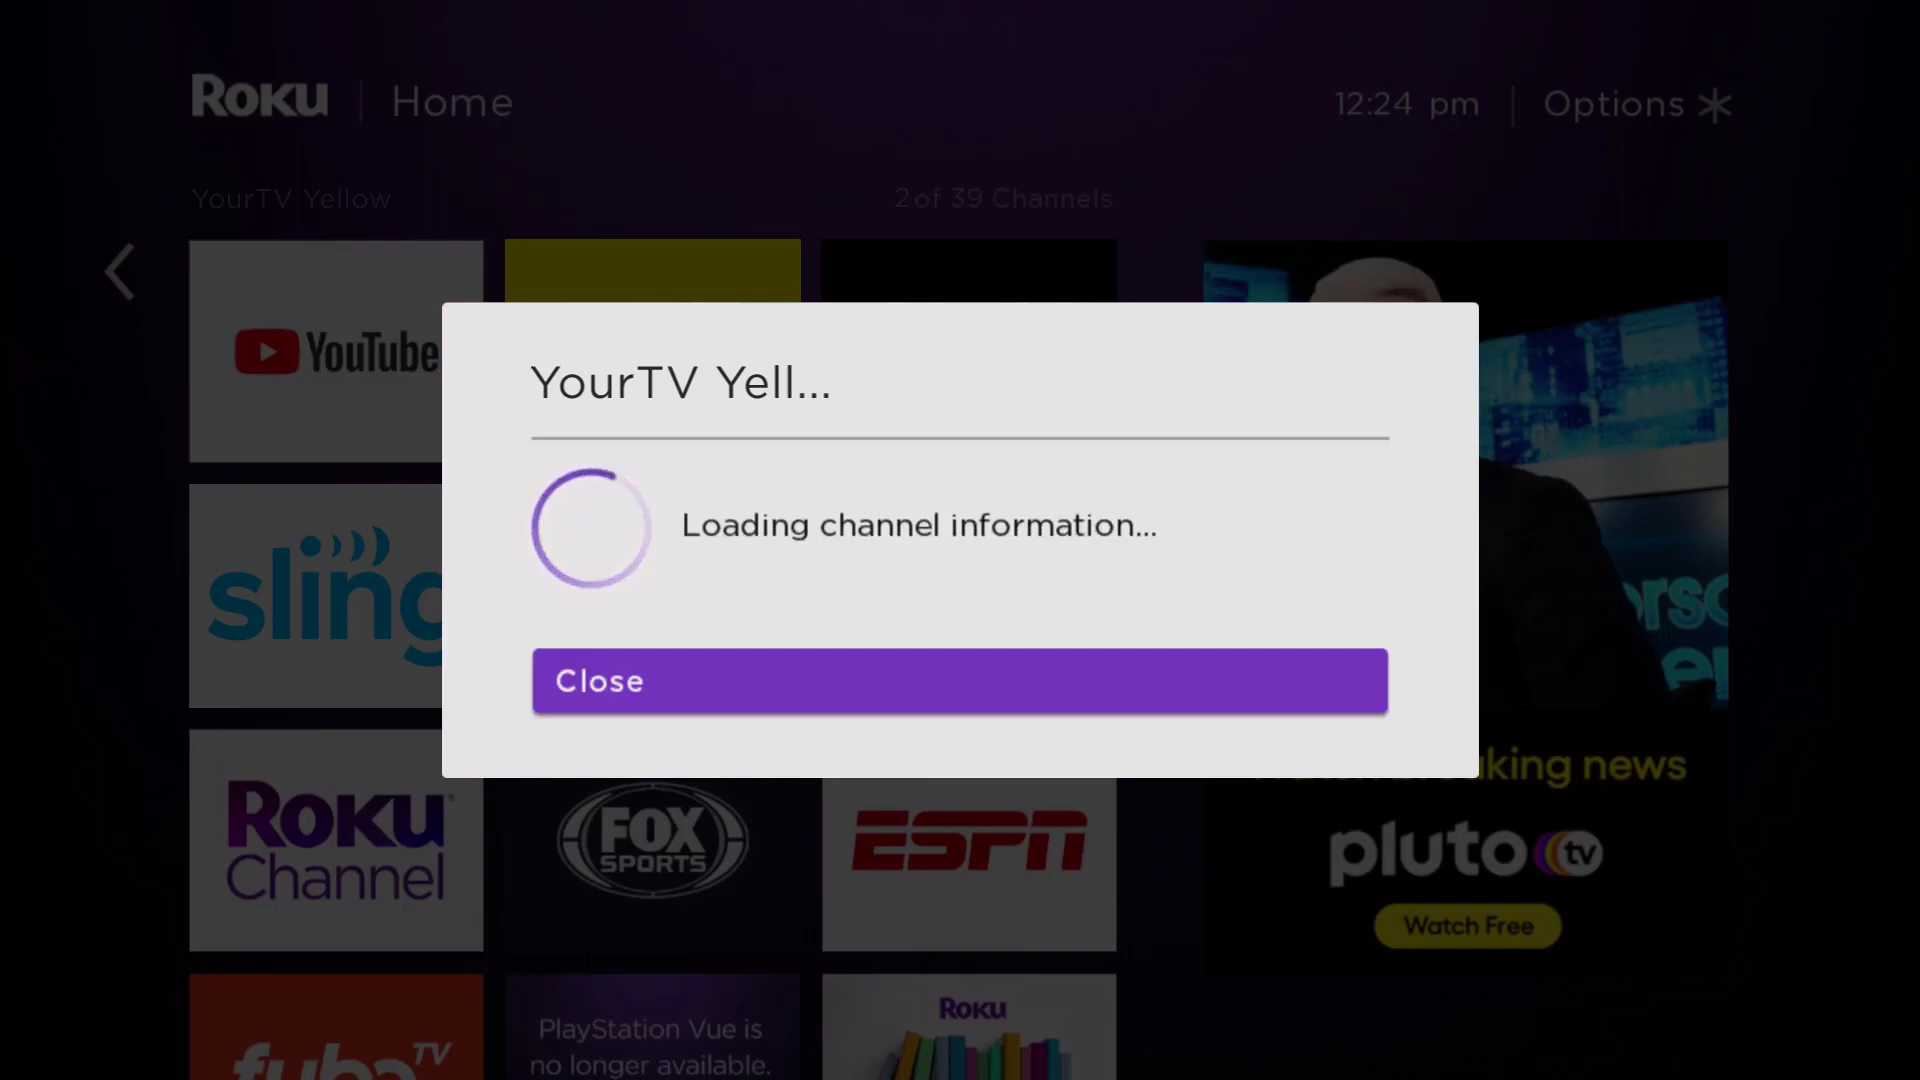 Roku | Home
12:24 pm | Options
YourTV Yellow
2 of 39 Channels
YouTube
YourTV Yell...
Loading channel information...
Close
sling
Roku
Channel
FOX
SPORTS
ESPN
king news
pluto tv
Watch Free
fubo TV
PlayStation Vue is
no longer available.
Roku